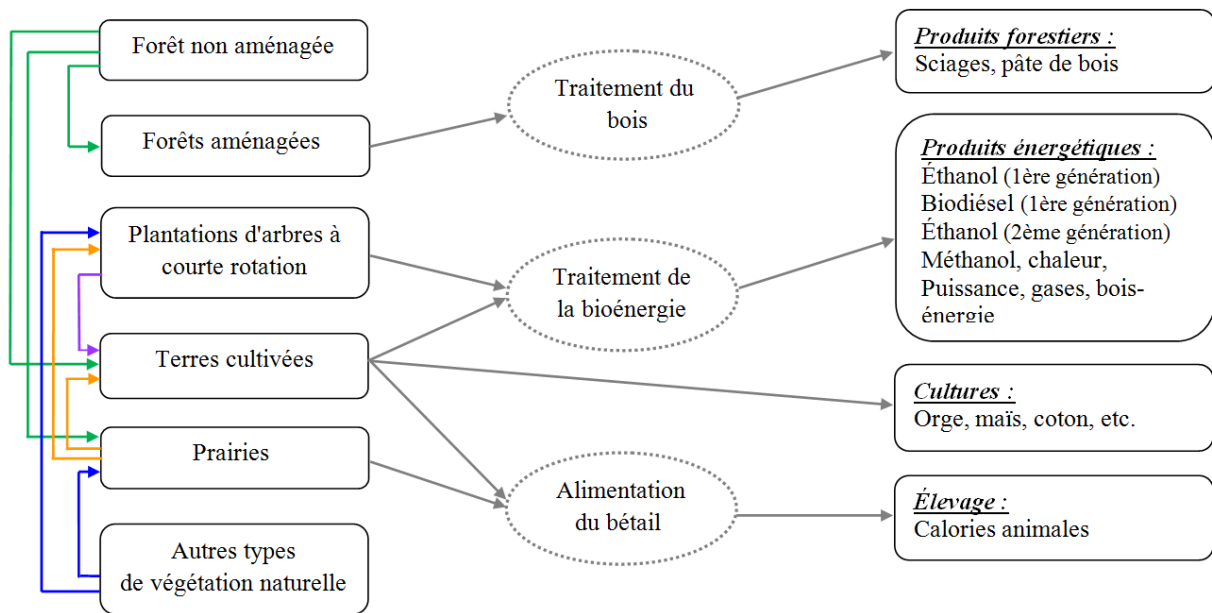 Forêt non aménagée
Forêts aménagées
Plantations d'arbres à
courte rotation
Terres cultivées
Prairies
Autres types
de végétation naturelle
Traitement du
bois
Traitement de
la bioénergie
Alimentation
du bétail
Produits forestiers :
Sciages, pâte de bois
Produits énergétiques :
Éthanol (1ère génération)
Biodiésel (1ère génération)
Éthanol (2ème génération)
Méthanol, chaleur,
Puissance, gases, bois-
énergie
Cultures :
Orge, maïs, coton, etc.
Élevage :
Calories animales